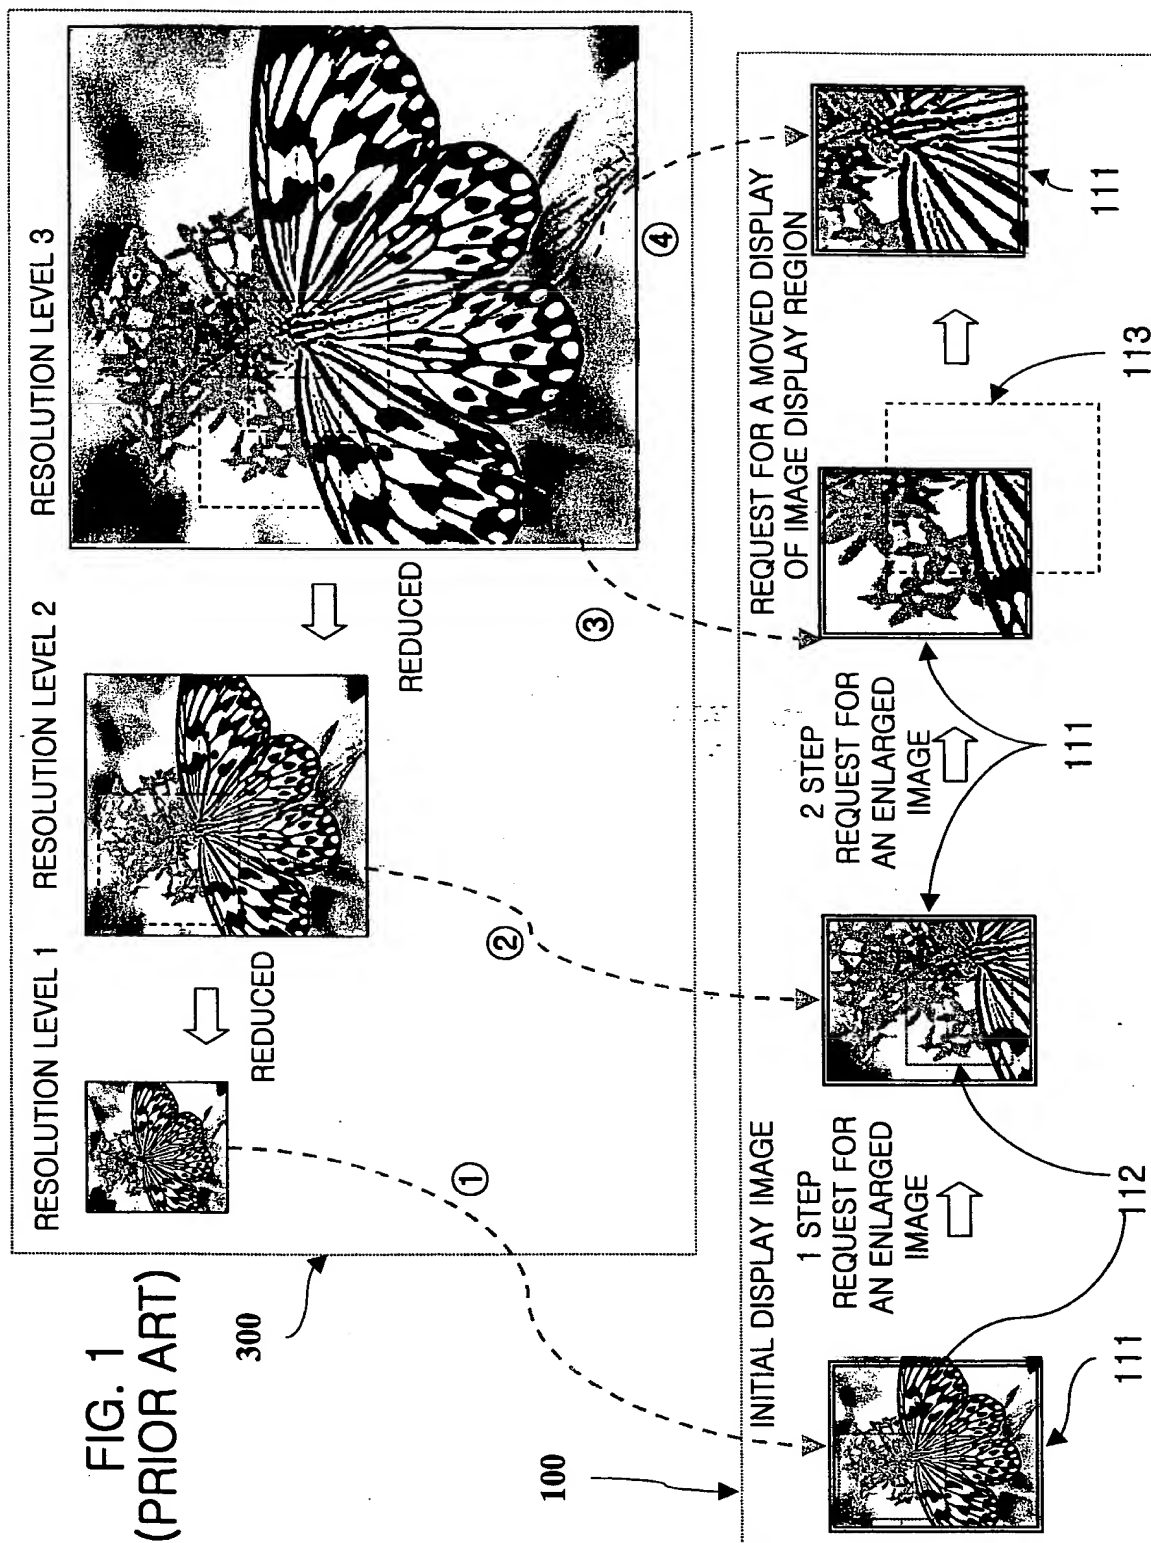 FIG. 1
(PRIOR ART)
300
RESOLUTION LEVEL 1
RESOLUTION LEVEL 2
RESOLUTION LEVEL 3
REDUCED
REDUCED
①
②
③
④
100
INITIAL DISPLAY IMAGE
1 STEP
REQUEST FOR
AN ENLARGED
IMAGE
2 STEP
REQUEST FOR
AN ENLARGED
IMAGE
REQUEST FOR A MOVED DISPLAY
OF IMAGE DISPLAY REGION
111
112
111
113
111